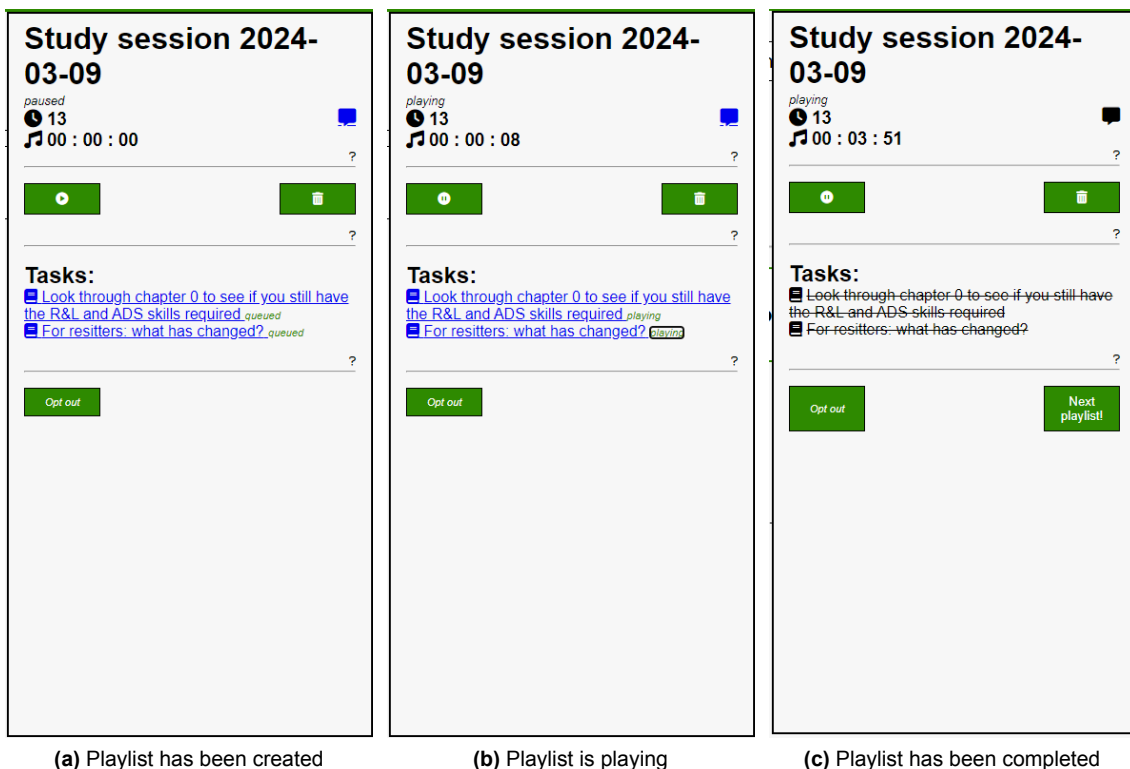 Study session 2024-
03-09
paused
13
00 : 00 : 00
?
?
Tasks:
Look through chapter 0 to see if you still have
the R&L and ADS skills required queued
For resitters: what has changed? queued
?
Opt out
(a) Playlist has been created
Study session 2024-
03-09
playing
13
00 : 00 : 08
?
?
Tasks:
Look through chapter 0 to see if you still have
the R&L and ADS skills required playing
For resitters: what has changed? playing
?
Opt out
(b) Playlist is playing
Study session 2024-
03-09
playing
13
00 : 03 : 51
?
?
Tasks:
Look through chapter 0 to see if you still have
the R&L and ADS skills required
For resitters: what has changed?
?
Opt out
Next
playlist!
(c) Playlist has been completed